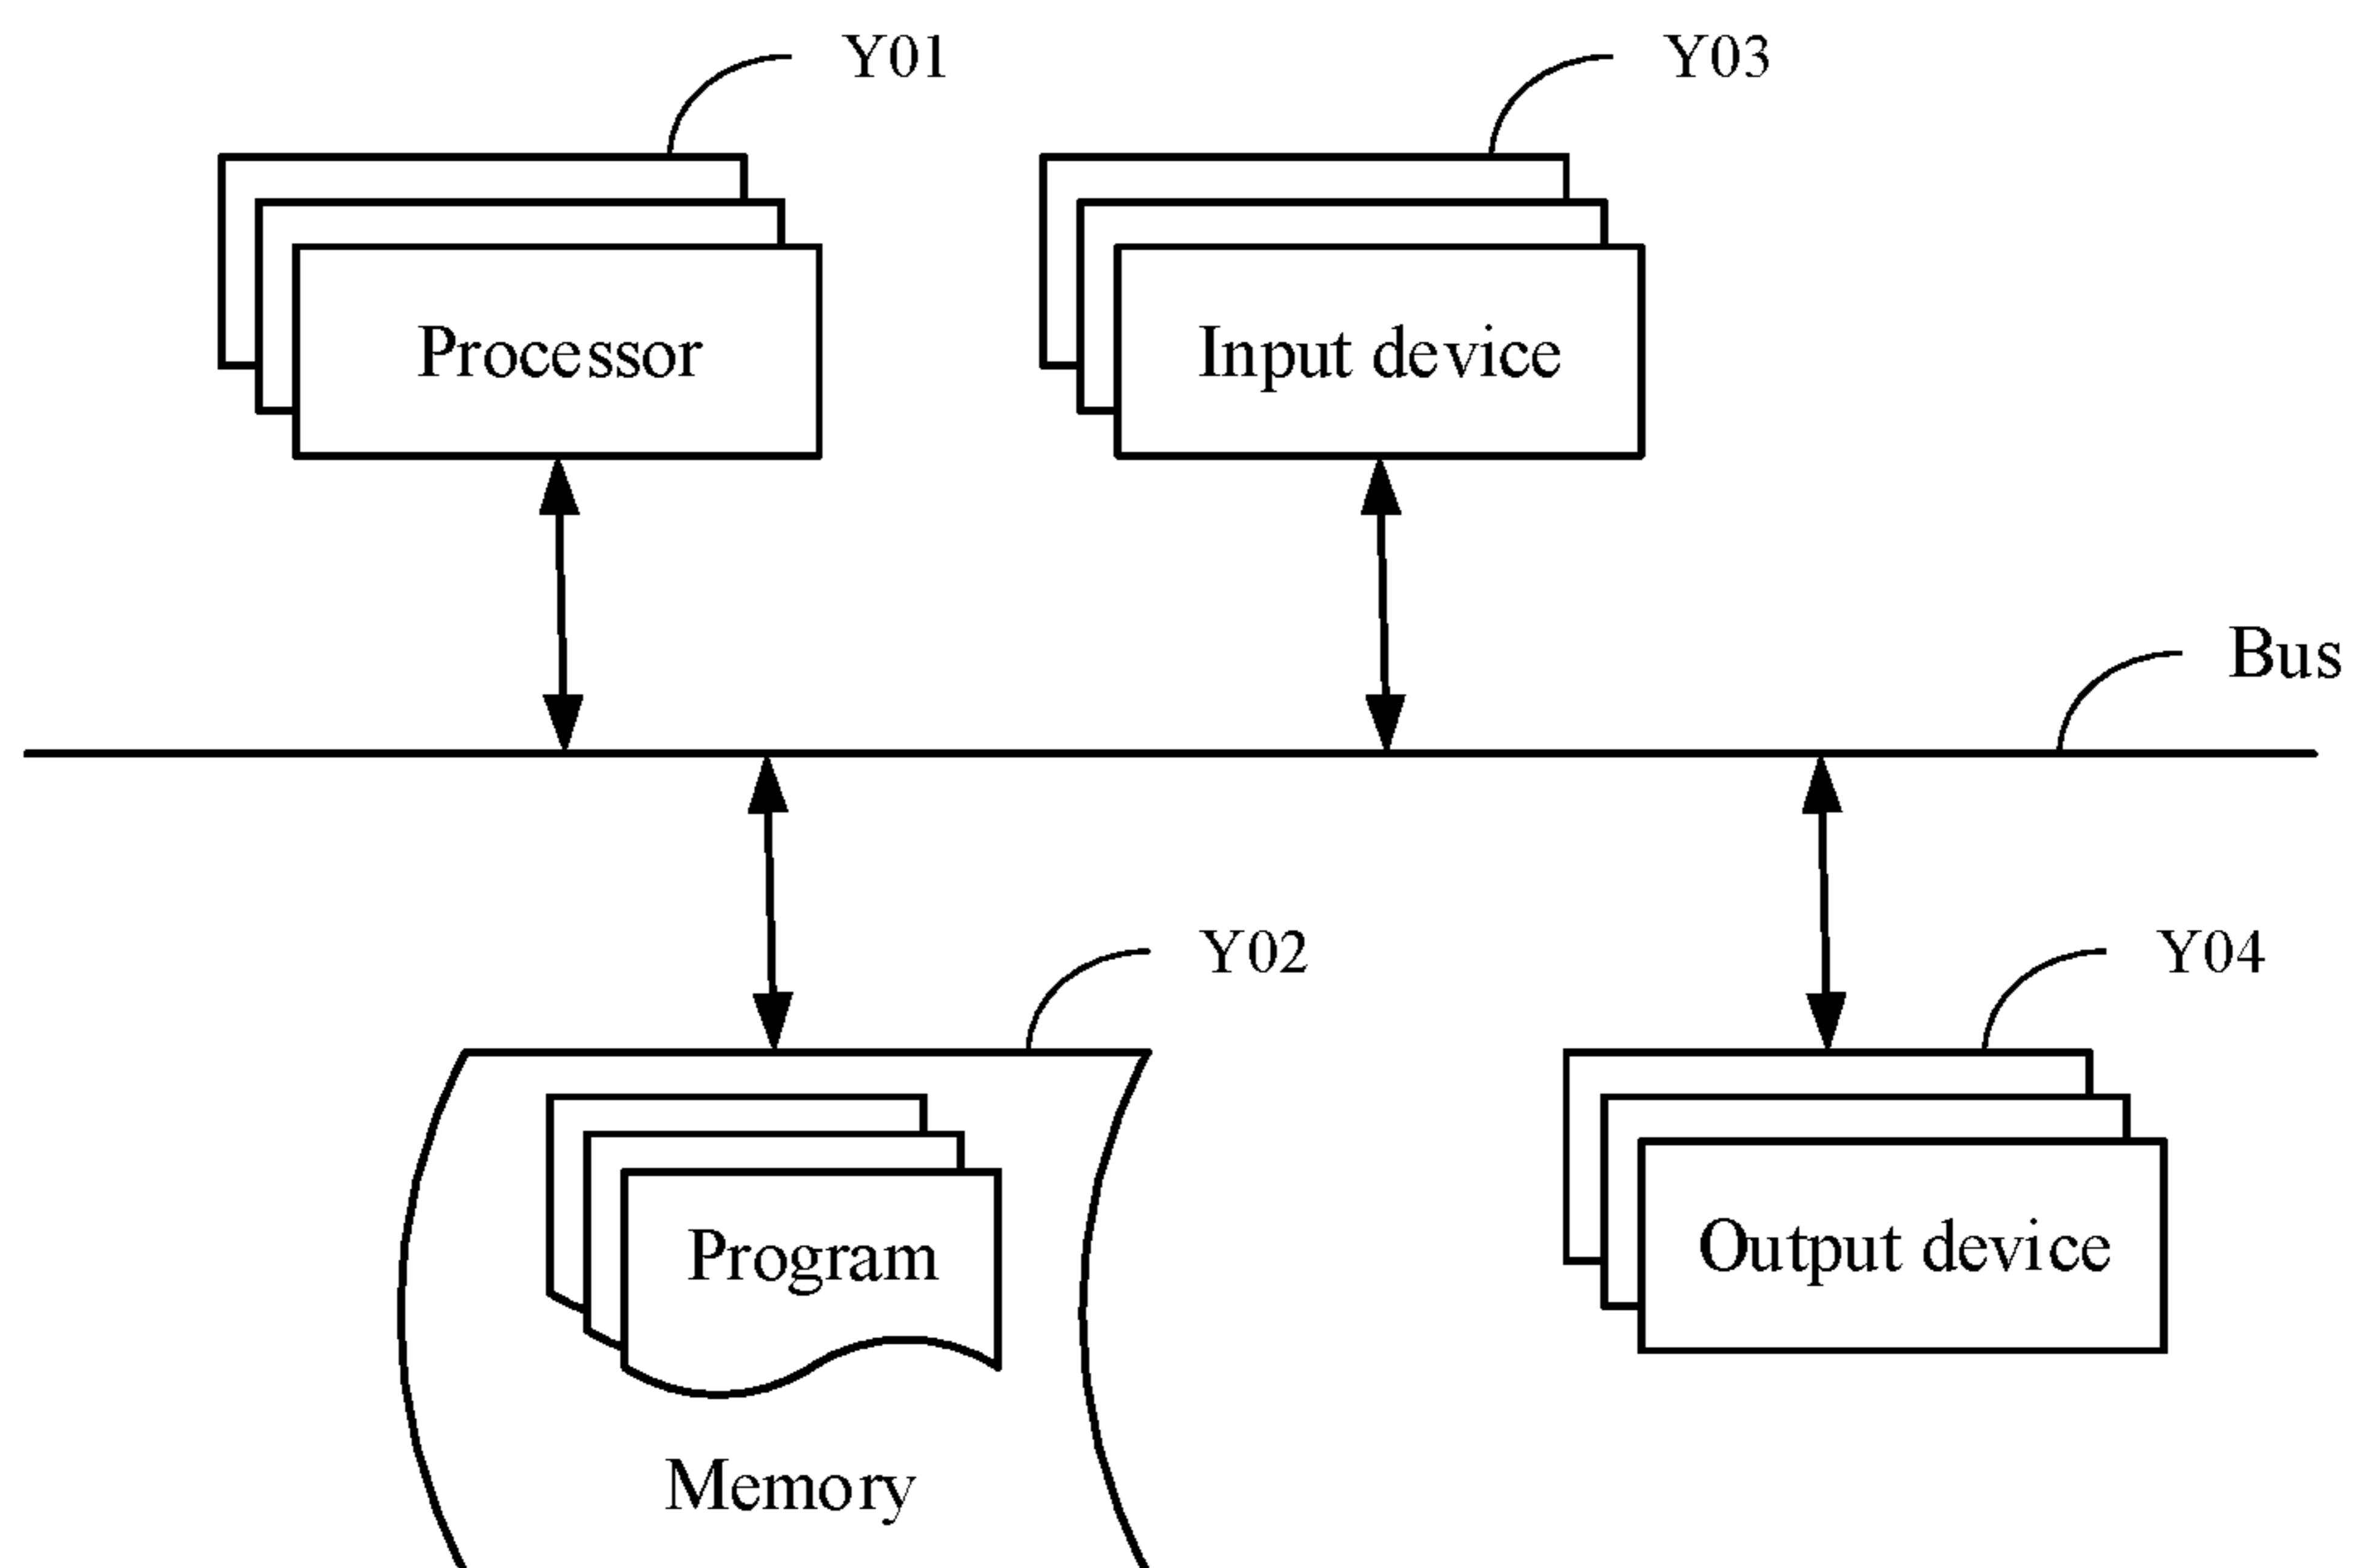 Y01
Y03
Processor
Input device
Bus
Y02
Y04
Program
Output device
Memory